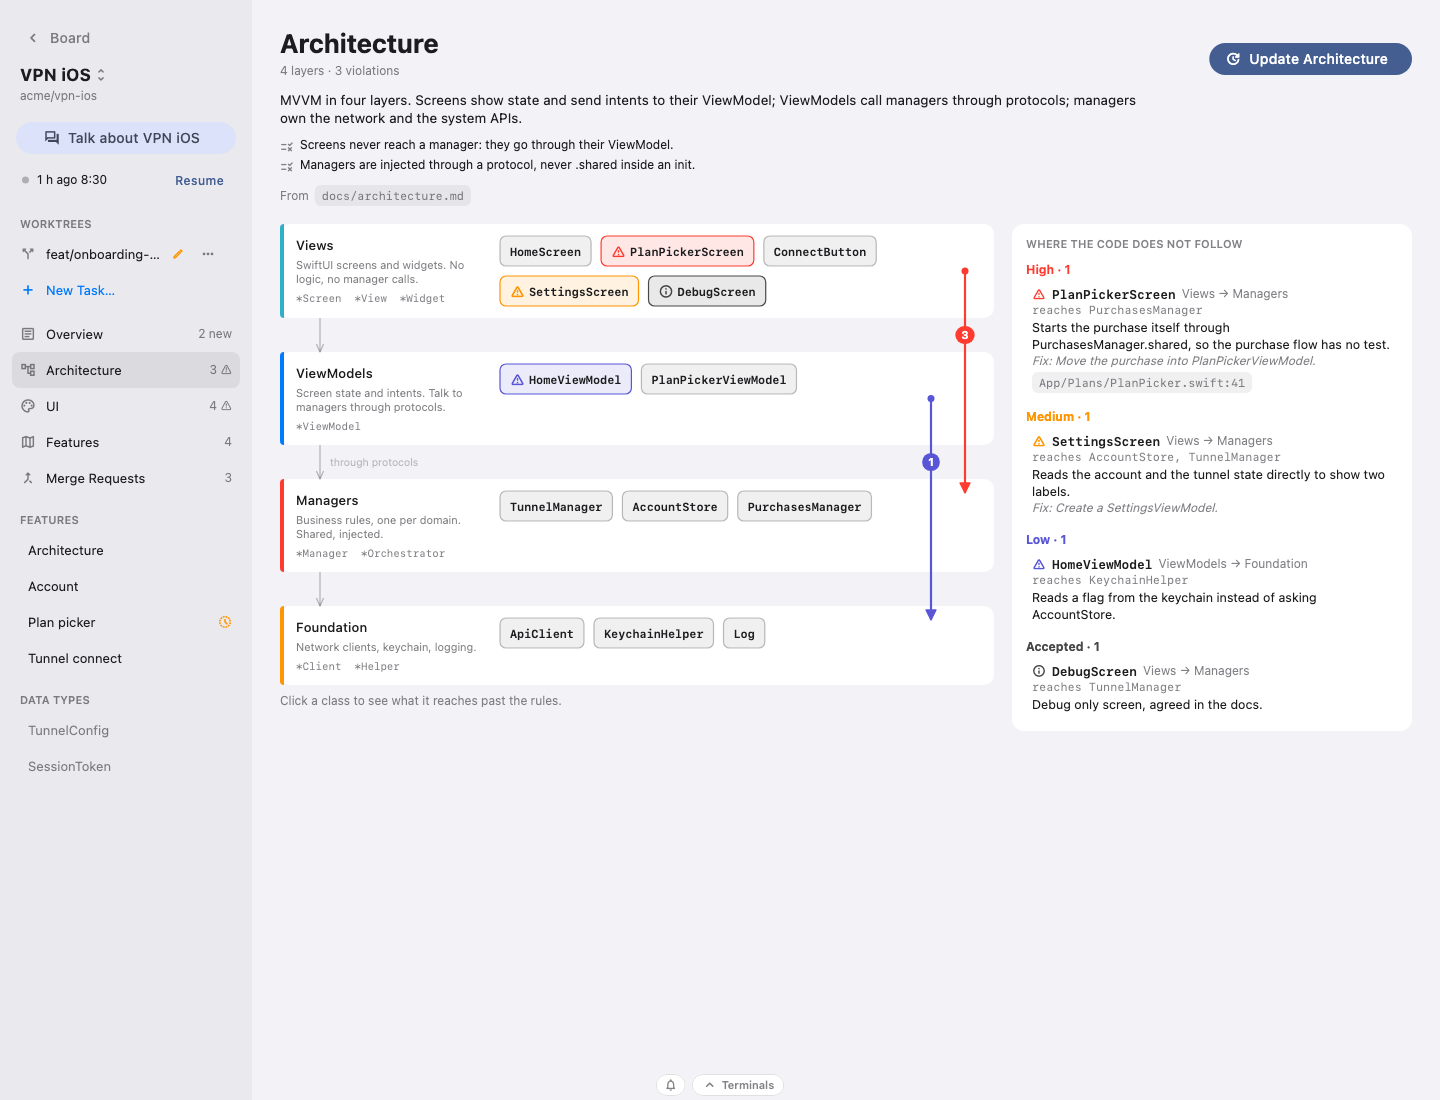 Board
VPN iOS
acme/vpn-ios
Talk about VPN iOS
1 h ago 8:30
Resume
WORKTREES
feat/onboarding-...
New Task...
Overview
2 new
Architecture
3
UI
4
Features
4
Merge Requests
3
FEATURES
Architecture
Account
Plan picker
Tunnel connect
DATA TYPES
TunnelConfig
SessionToken
Architecture
4 layers · 3 violations
Update Architecture
MVVM in four layers. Screens show state and send intents to their ViewModel; ViewModels call managers through protocols; managers
own the network and the system APIs.
Screens never reach a manager: they go through their ViewModel.
Managers are injected through a protocol, never .shared inside an init.
From docs/architecture.md
Views
SwiftUI screens and widgets. No
logic, no manager calls.
*Screen *View *Widget
HomeScreen
PlanPickerScreen
ConnectButton
SettingsScreen
DebugScreen
3
ViewModels
Screen state and intents. Talk to
managers through protocols.
*ViewModel
HomeViewModel
PlanPickerViewModel
through protocols
1
Managers
Business rules, one per domain.
Shared, injected.
*Manager *Orchestrator
TunnelManager
AccountStore
PurchasesManager
Foundation
Network clients, keychain, logging.
*Client *Helper
ApiClient
KeychainHelper
Log
Click a class to see what it reaches past the rules.
WHERE THE CODE DOES NOT FOLLOW
High · 1
PlanPickerScreen Views → Managers
reaches PurchasesManager
Starts the purchase itself through
PurchasesManager.shared, so the purchase flow has no test.
Fix: Move the purchase into PlanPickerViewModel.
App/Plans/PlanPicker.swift:41
Medium · 1
SettingsScreen Views → Managers
reaches AccountStore, TunnelManager
Reads the account and the tunnel state directly to show two
labels.
Fix: Create a SettingsViewModel.
Low · 1
HomeViewModel ViewModels → Foundation
reaches KeychainHelper
Reads a flag from the keychain instead of asking
AccountStore.
Accepted · 1
DebugScreen Views → Managers
reaches TunnelManager
Debug only screen, agreed in the docs.
Terminals